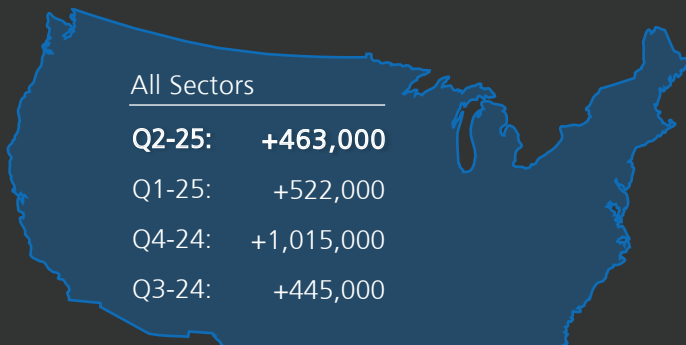 All Sectors
Q2-25: +463,000
Q1-25: +522,000
Q4-24: +1,015,000
Q3-24: +445,000